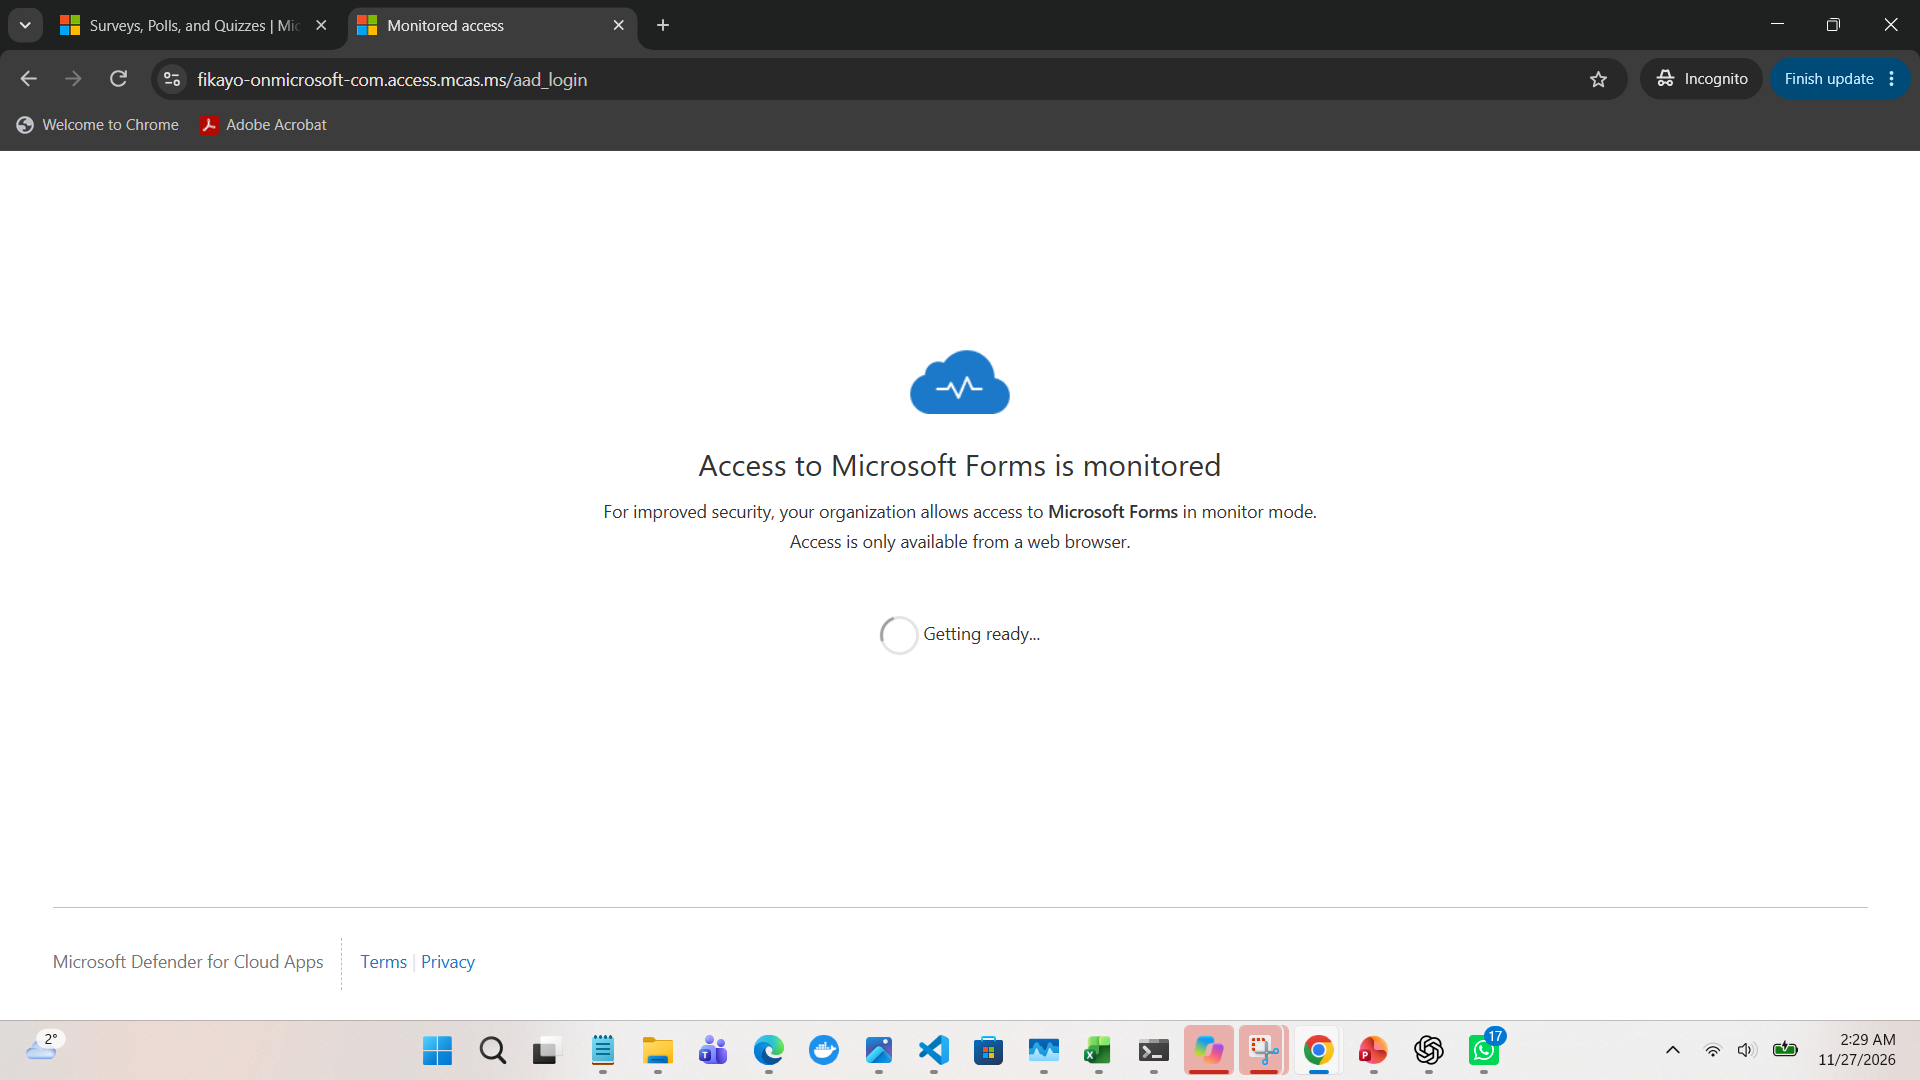 Surveys, Polls, and Quizzes | Mic
Monitored access
fikayo-onmicrosoft-com.access.mcas.ms/aad_login
Incognito
Finish update
Welcome to Chrome
Adobe Acrobat
Access to Microsoft Forms is monitored
For improved security, your organization allows access to Microsoft Forms in monitor mode.
Access is only available from a web browser.
Getting ready...
Microsoft Defender for Cloud Apps
Terms | Privacy
2°
17
2:29 AM
11/27/2026